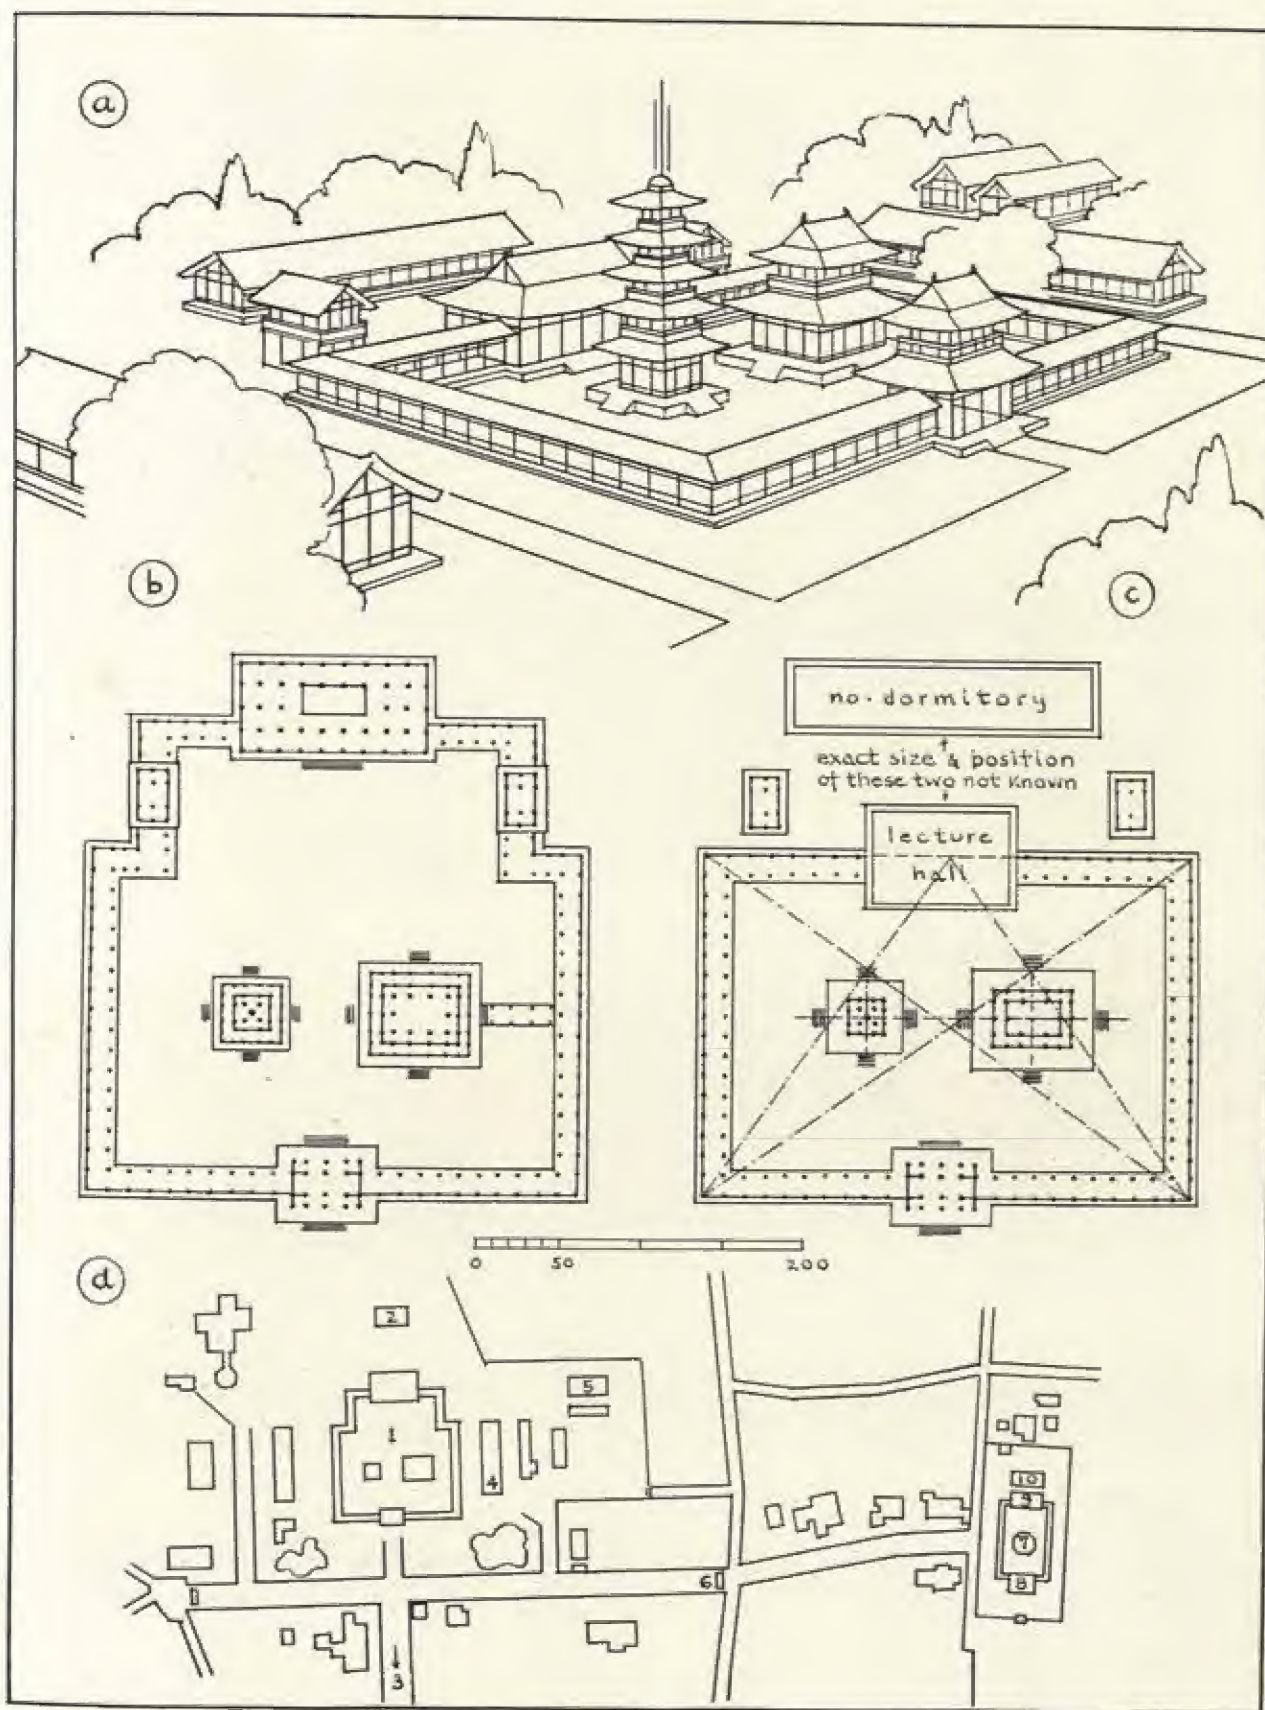 a
b
c
no. dormitory
exact size & position
of these two not known
lecture
hall
0 50 200
d
2
5
1
4
10
9
7
8
6
3